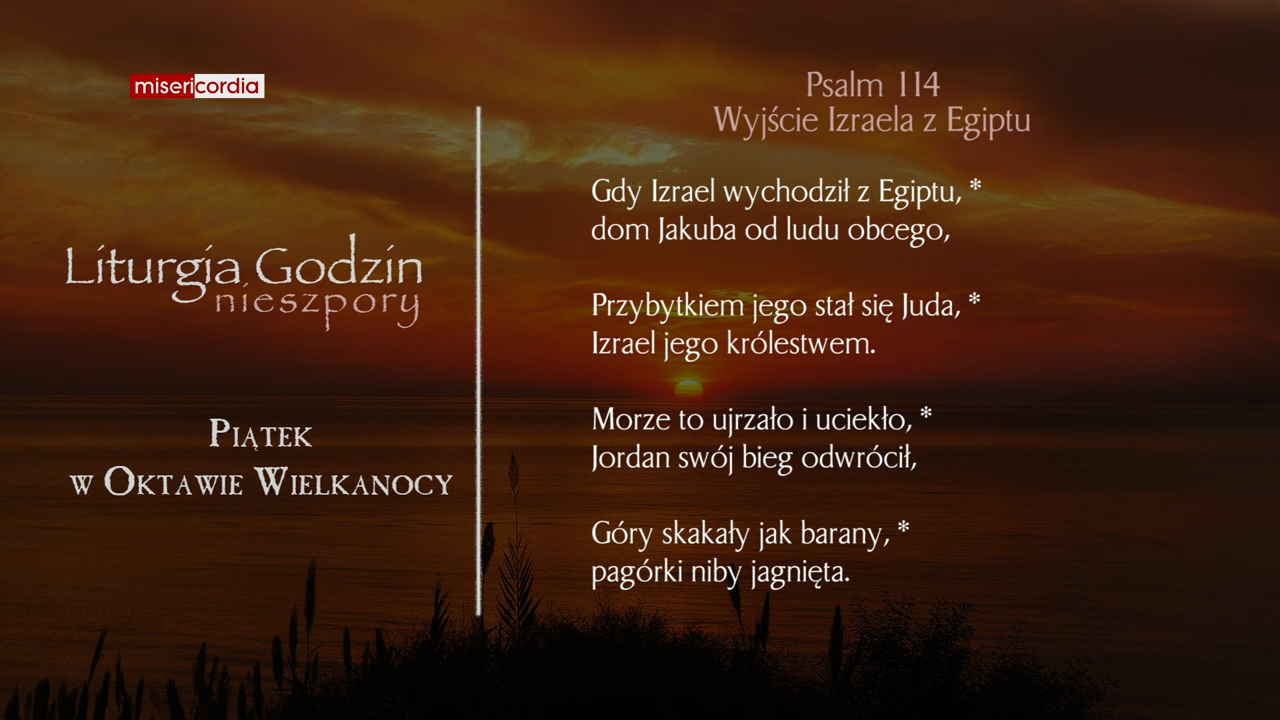 misericordia
Liturgia Godzin
nieszpory
Piątek
w Oktawie Wielkanocy
Psalm 114
Wyjście Izraela z Egiptu
Gdy Izrael wychodził z Egiptu, *
dom Jakuba od ludu obcego,
Przybytkiem jego stał się Juda, *
Izrael jego królestwem.
Morze to ujrzało i uciekło, *
Jordan swój bieg odwrócił,
Góry skakały jak barany, *
pagórki niby jagnięta.